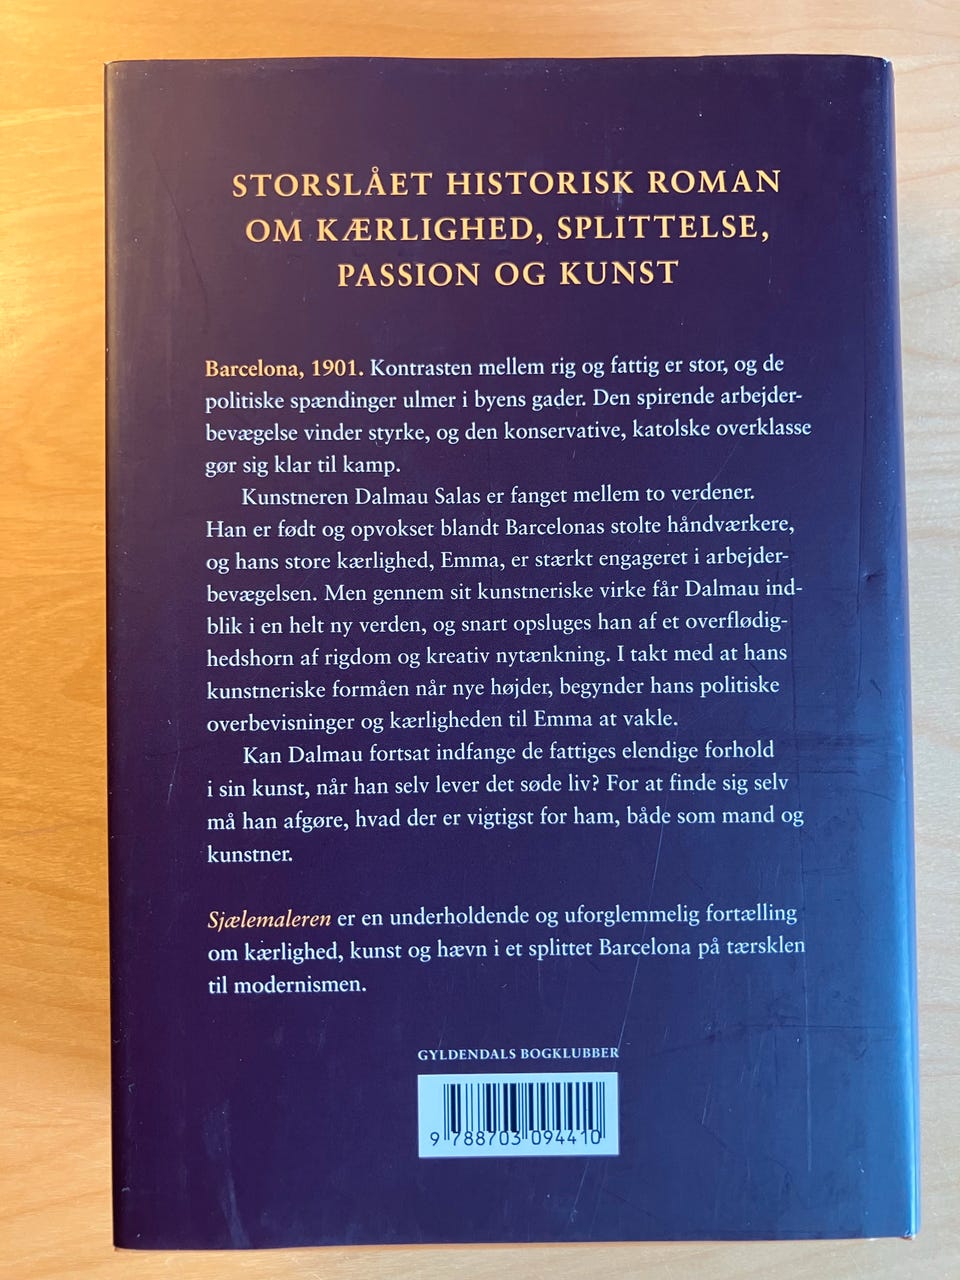 STORSLÅET HISTORISK ROMAN
OM KÆRLIGHED, SPLITTELSE,
PASSION OG KUNST
Barcelona, 1901. Kontrasten mellem rig og fattig er stor, og de
politiske spændinger ulmer i byens gader. Den spirende arbejder-
bevægelse vinder styrke, og den konservative, katolske overklasse
gør sig klar til kamp.
Kunstneren Dalmau Salas er fanget mellem to verdener.
Han er født og opvokset blandt Barcelonas stolte håndværkere,
og hans store kærlighed, Emma, er stærkt engageret i arbejder-
bevægelsen. Men gennem sit kunstneriske virke får Dalmau ind-
blik i en helt ny verden, og snart opsluges han af et overflødig-
hedshorn af rigdom og kreativ nytænkning. I takt med at hans
kunstneriske formåen når nye højder, begynder hans politiske
overbevisninger og kærligheden til Emma at vakle.
Kan Dalmau fortsat indfange de fattiges elendige forhold
i sin kunst, når han selv lever det søde liv? For at finde sig selv
må han afgøre, hvad der er vigtigst for ham, både som mand og
kunstner.
Sjælemaleren er en underholdende og uforglemmelig fortælling
om kærlighed, kunst og hævn i et splittet Barcelona på tærsklen
til modernismen.
GYLDENDALS BOGKLUBBER
9 788703 094410